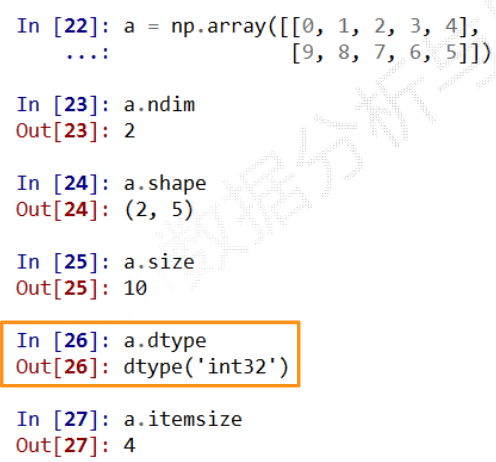 In [22]: a = np.array([[0, 1, 2, 3, 4],
    ...:               [9, 8, 7, 6, 5]])
In [23]: a.ndim
Out[23]: 2
In [24]: a.shape
Out[24]: (2, 5)
In [25]: a.size
Out[25]: 10
In [26]: a.dtype
Out[26]: dtype('int32')
In [27]: a.itemsize
Out[27]: 4
数据分析